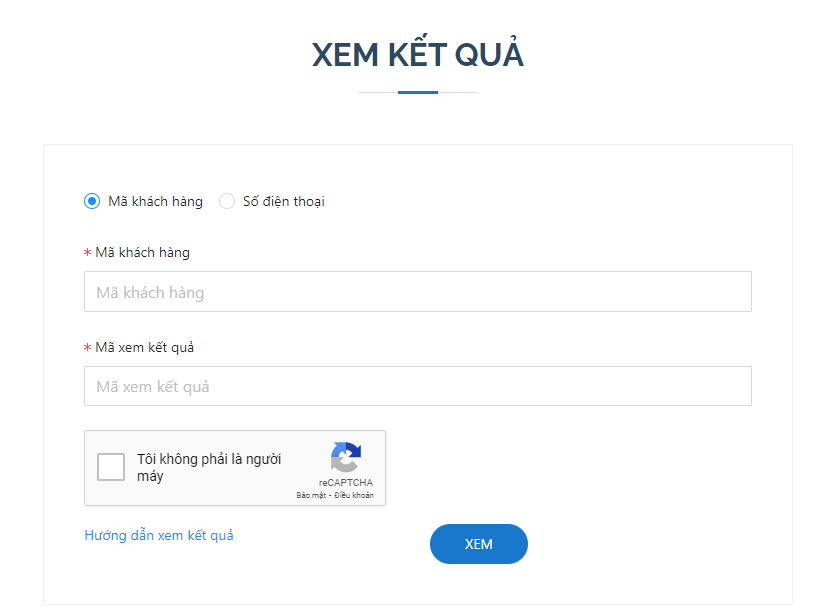 XEM KẾT QUẢ
Mã khách hàng Số điện thoại
* Mã khách hàng
Mã khách hàng
* Mã xem kết quả
Mã xem kết quả
Tôi không phải là người
máy
reCAPTCHA
Bảo mật - Điều khoản
Hướng dẫn xem kết quả
XEM